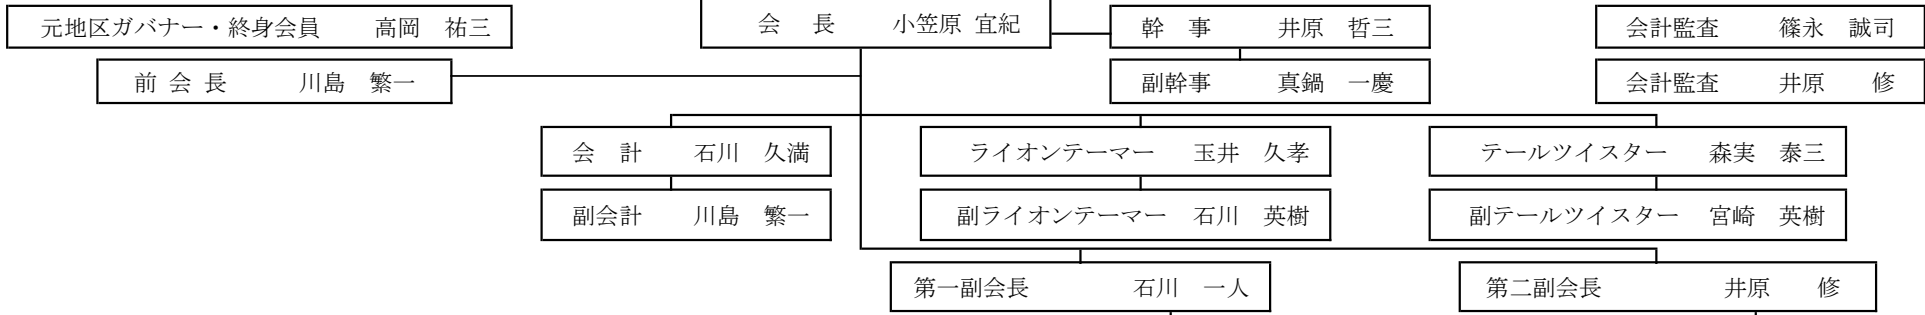 元地区ガバナー・終身会員　高岡　祐三
会　長　小笠原 宜紀
幹　事　井原　哲三
会計監査　篠永　誠司
前 会 長　川島　繁一
副幹事　真鍋　一慶
会計監査　井原　修
会　計　石川　久満
ライオンテーマー　玉井　久孝
テールツイスター　森実　泰三
副会計　川島　繁一
副ライオンテーマー　石川　英樹
副テールツイスター　宮崎　英樹
第一副会長　石川　一人
第二副会長　井原　修